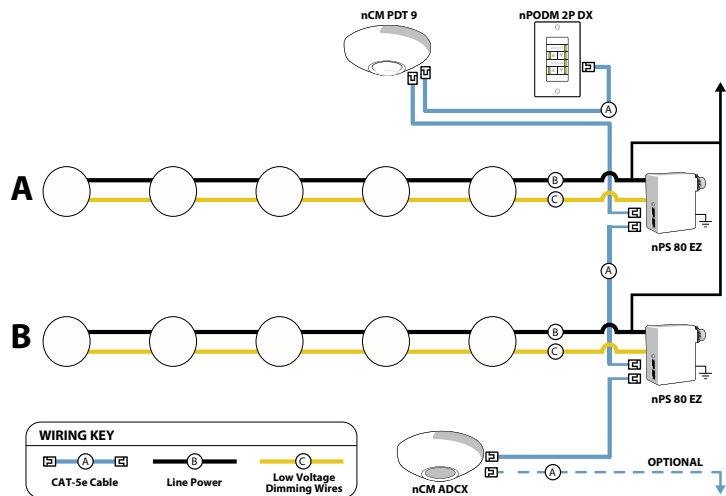 nCM PDT 9
nPODM 2P DX
A
A
B
C
nPS 80 EZ
A
B
B
C
nPS 80 EZ
WIRING KEY
A
B
C
CAT-5e Cable
Line Power
Low Voltage
Dimming Wires
nCM ADCX
A
OPTIONAL